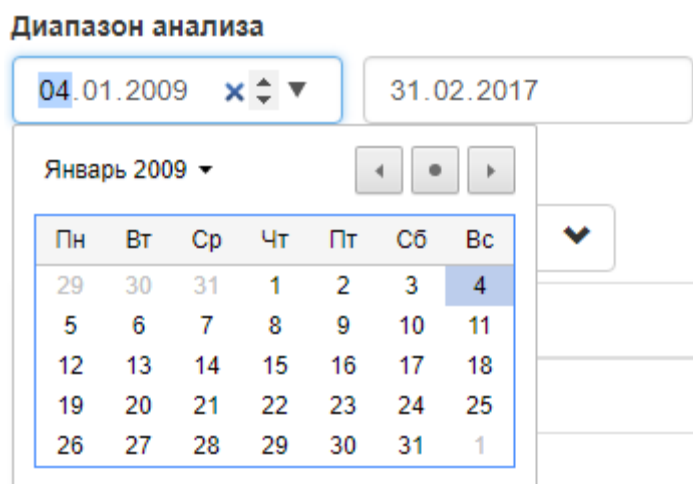 Диапазон анализа
04.01.2009 31.02.2017
Январь 2009
Пн Вт Ср Чт Пт Сб Вс
29 30 31 1 2 3 4
5 6 7 8 9 10 11
12 13 14 15 16 17 18
19 20 21 22 23 24 25
26 27 28 29 30 31 1